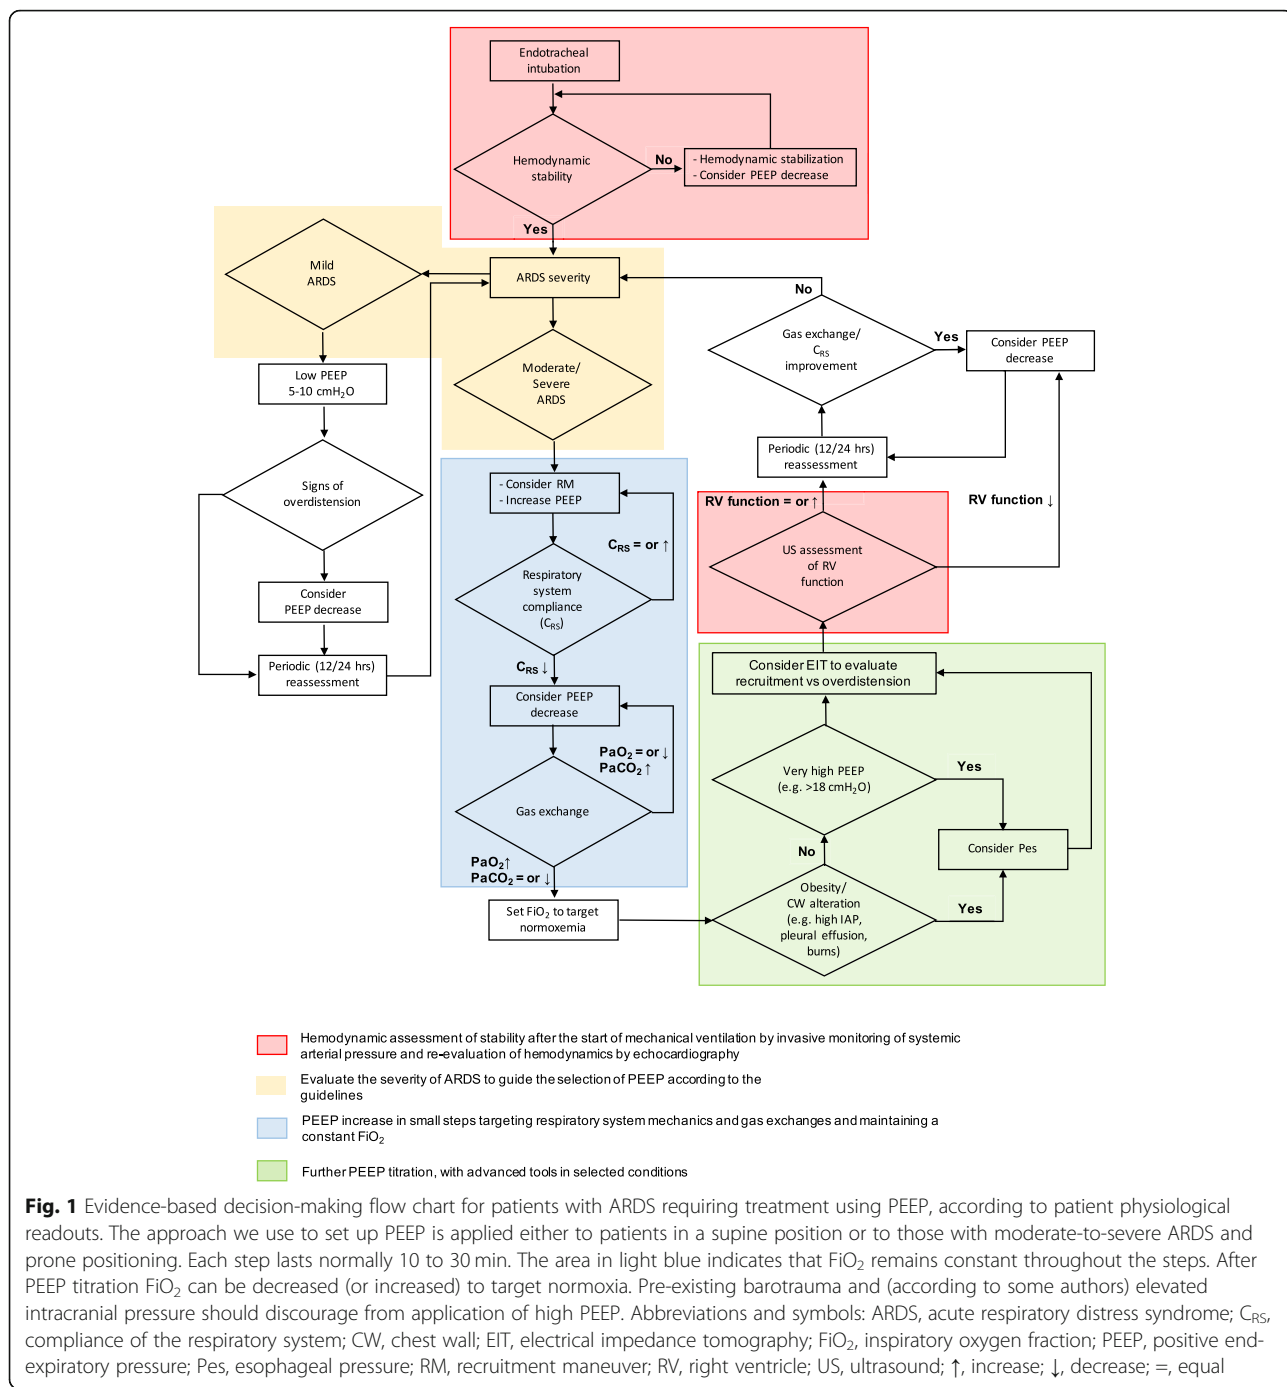 Endotracheal
intubation
Hemodynamic
stability
No
- Hemodynamic stabilization
- Consider PEEP decrease
Yes
Mild
ARDS
ARDS severity
No
Gas exchange/
CRS
improvement
Yes
Consider PEEP
decrease
Low PEEP
5-10 cmH2O
Moderate/
Severe
ARDS
Signs of
overdistension
Consider
PEEP decrease
Periodic (12/24 hrs)
reassessment
- Consider RM
- Increase PEEP
CRS = or ↑
Respiratory
system
compliance
(CRS)
CRS ↓
Consider PEEP
decrease
PaO2 = or ↓
PaCO2 ↑
Gas exchange
PaO2↑
PaCO2 = or ↓
Set FiO2 to target
normoxemia
Periodic (12/24 hrs)
reassessment
RV function = or ↑
RV function ↓
US assessment
of RV
function
Consider EIT to evaluate
recruitment vs overdistension
Very high PEEP
(e.g. >18 cmH2O)
Yes
Consider Pes
No
Obesity/
CW alteration
(e.g. high IAP,
pleural effusion,
burns)
Yes
Hemodynamic assessment of stability after the start of mechanical ventilation by invasive monitoring of systemic
arterial pressure and re-evaluation of hemodynamics by echocardiography
Evaluate the severity of ARDS to guide the selection of PEEP according to the
guidelines
PEEP increase in small steps targeting respiratory system mechanics and gas exchanges and maintaining a
constant FiO2
Further PEEP titration, with advanced tools in selected conditions
Fig. 1 Evidence-based decision-making flow chart for patients with ARDS requiring treatment using PEEP, according to patient physiological
readouts. The approach we use to set up PEEP is applied either to patients in a supine position or to those with moderate-to-severe ARDS and
prone positioning. Each step lasts normally 10 to 30 min. The area in light blue indicates that FiO2 remains constant throughout the steps. After
PEEP titration FiO2 can be decreased (or increased) to target normoxia. Pre-existing barotrauma and (according to some authors) elevated
intracranial pressure should discourage from application of high PEEP. Abbreviations and symbols: ARDS, acute respiratory distress syndrome; CRS,
compliance of the respiratory system; CW, chest wall; EIT, electrical impedance tomography; FiO2, inspiratory oxygen fraction; PEEP, positive end-
expiratory pressure; Pes, esophageal pressure; RM, recruitment maneuver; RV, right ventricle; US, ultrasound; ↑, increase; ↓, decrease; =, equal